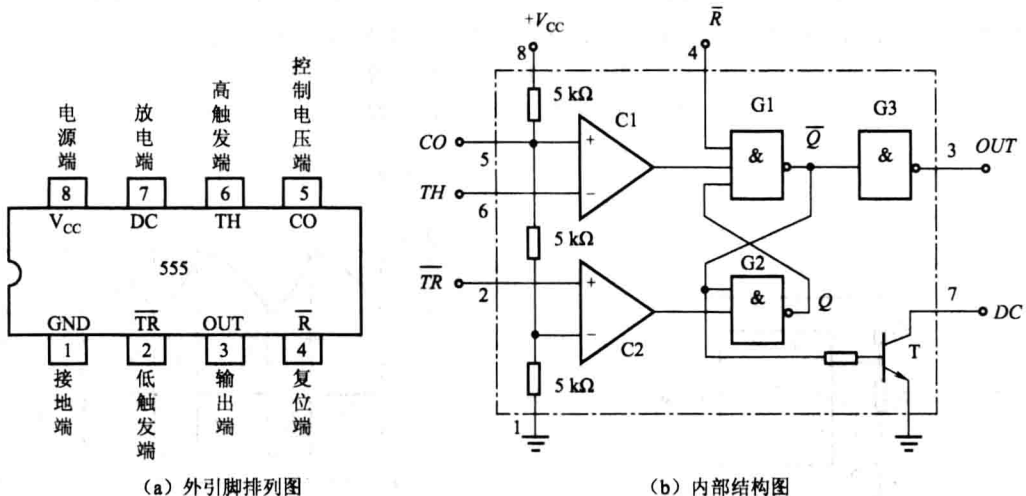 电源端
放电端
高触发端
控制电压端
8 7 6 5
V_CC DC TH CO
555
GND T̅R̅ OUT R̅
1 2 3 4
接地端
低触发端
输出端
复位端
(a) 外引脚排列图
+V_CC
8
R̅
4
5 kΩ
C1
G1
G3
CO
5
+
&
Q̅
&
3
OUT
TH
6
−
5 kΩ
G2
T̅R̅
2
+
&
Q
7
DC
−
C2
T
5 kΩ
1
(b) 内部结构图